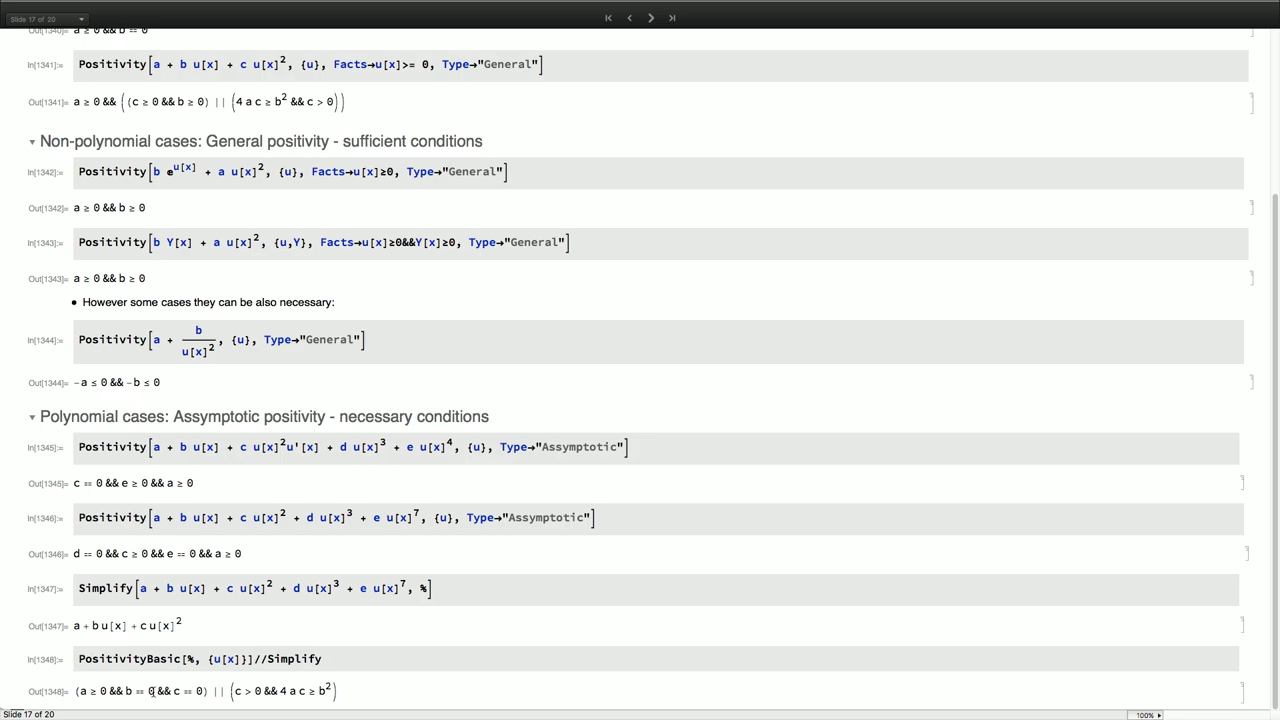 Slide 17 of 20
Out[1340]= a ≥ 0 && b == 0
In[1341]:= Positivity[a + b u[x] + c u[x]^2, {u}, Facts→u[x]>= 0, Type→"General"]
Out[1341]= a ≥ 0 && ((c ≥ 0 && b ≥ 0) || (4 a c ≥ b^2 && c > 0))
Non-polynomial cases: General positivity - sufficient conditions
In[1342]:= Positivity[b e^u[x] + a u[x]^2, {u}, Facts→u[x]≥0, Type→"General"]
Out[1342]= a ≥ 0 && b ≥ 0
In[1343]:= Positivity[b Y[x] + a u[x]^2, {u,Y}, Facts→u[x]≥0&&Y[x]≥0, Type→"General"]
Out[1343]= a ≥ 0 && b ≥ 0
• However some cases they can be also necessary:
In[1344]:= Positivity[a + b/u[x]^2, {u}, Type→"General"]
Out[1344]= -a ≤ 0 && -b ≤ 0
Polynomial cases: Assymptotic positivity - necessary conditions
In[1345]:= Positivity[a + b u[x] + c u[x]^2 u'[x] + d u[x]^3 + e u[x]^4, {u}, Type→"Assymptotic"]
Out[1345]= c == 0 && e ≥ 0 && a ≥ 0
In[1346]:= Positivity[a + b u[x] + c u[x]^2 + d u[x]^3 + e u[x]^7, {u}, Type→"Assymptotic"]
Out[1346]= d == 0 && c ≥ 0 && e == 0 && a ≥ 0
In[1347]:= Simplify[a + b u[x] + c u[x]^2 + d u[x]^3 + e u[x]^7, %]
Out[1347]= a + b u[x] + c u[x]^2
In[1348]:= PositivityBasic[%, {u[x]}]//Simplify
Out[1348]= (a ≥ 0 && b == 0 && c == 0) || (c > 0 && 4 a c ≥ b^2)
Slide 17 of 20
100%